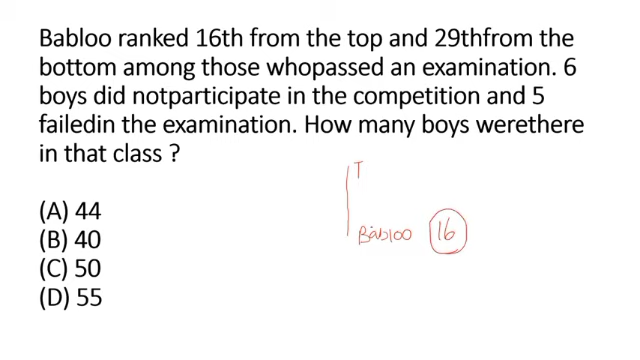 Babloo ranked 16th from the top and 29thfrom the
bottom among those whopassed an examination. 6
boys did notparticipate in the competition and 5
failedin the examination. How many boys werethere
in that class ?
T
Babloo 16
(A) 44
(B) 40
(C) 50
(D) 55